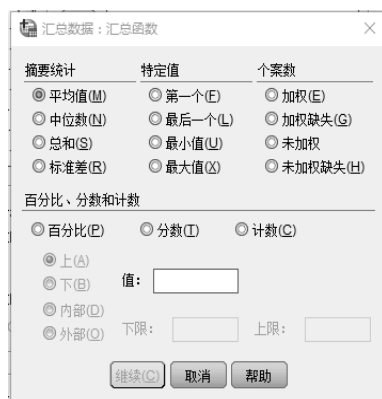 汇总数据：汇总函数
摘要统计 特定值 个案数
平均值(M) 第一个(F) 加权(E)
中位数(N) 最后一个(L) 加权缺失(G)
总和(S) 最小值(U) 未加权
标准差(R) 最大值(X) 未加权缺失(H)
百分比、分数和计数
百分比(P) 分数(T) 计数(C)
上(A)
下(B) 值：
内部(D)
外部(O) 下限： 上限：
继续(C) 取消 帮助